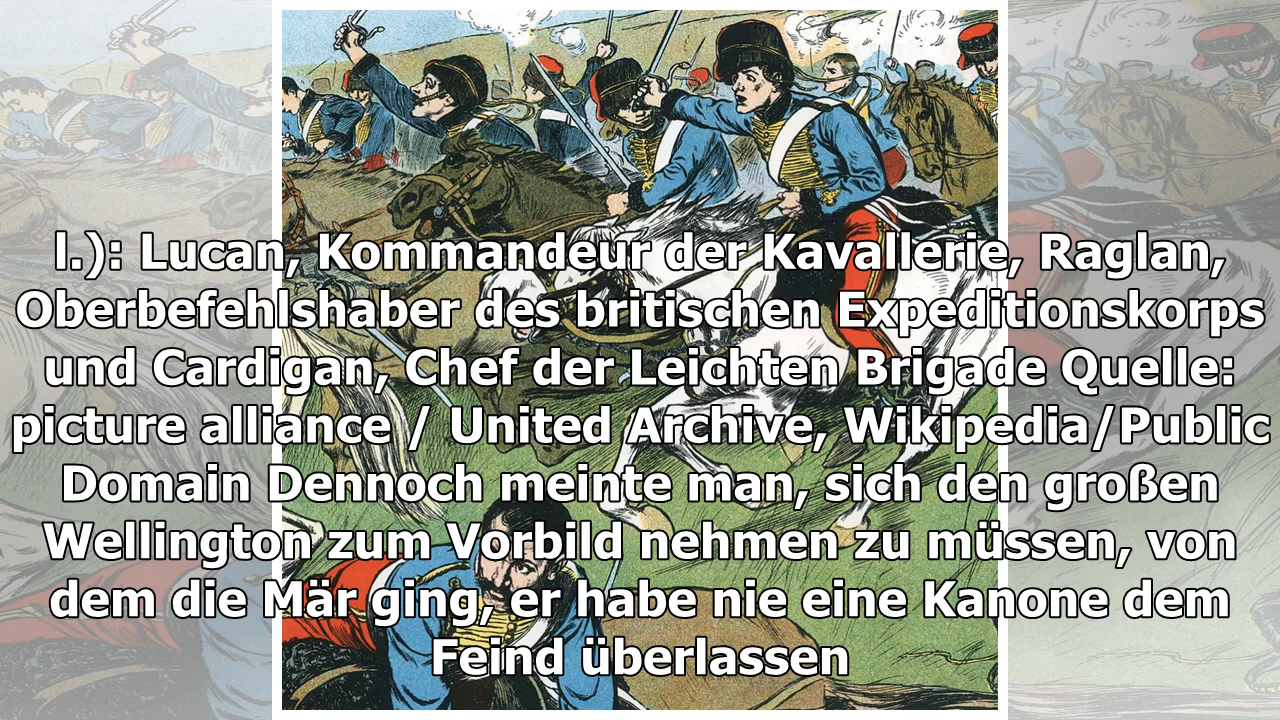 l.): Lucan, Kommandeur der Kavallerie, Raglan,
Oberbefehlshaber des britischen Expeditionskorps
und Cardigan, Chef der Leichten Brigade Quelle:
picture alliance / United Archive, Wikipedia/Public
Domain Dennoch meinte man, sich den großen
Wellington zum Vorbild nehmen zu müssen, von
dem die Mär ging, er habe nie eine Kanone dem
Feind überlassen